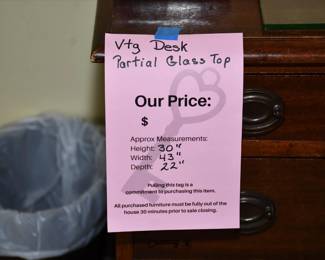 Vtg Desk
Partial Glass Top
Our Price:
$
Approx Measurements:
Height: 30"
Width: 43"
Depth: 22"
Pulling this tag is a
commitment to purchasing this item.
All purchased furniture must be fully out of the
house 30 minutes prior to sale closing.